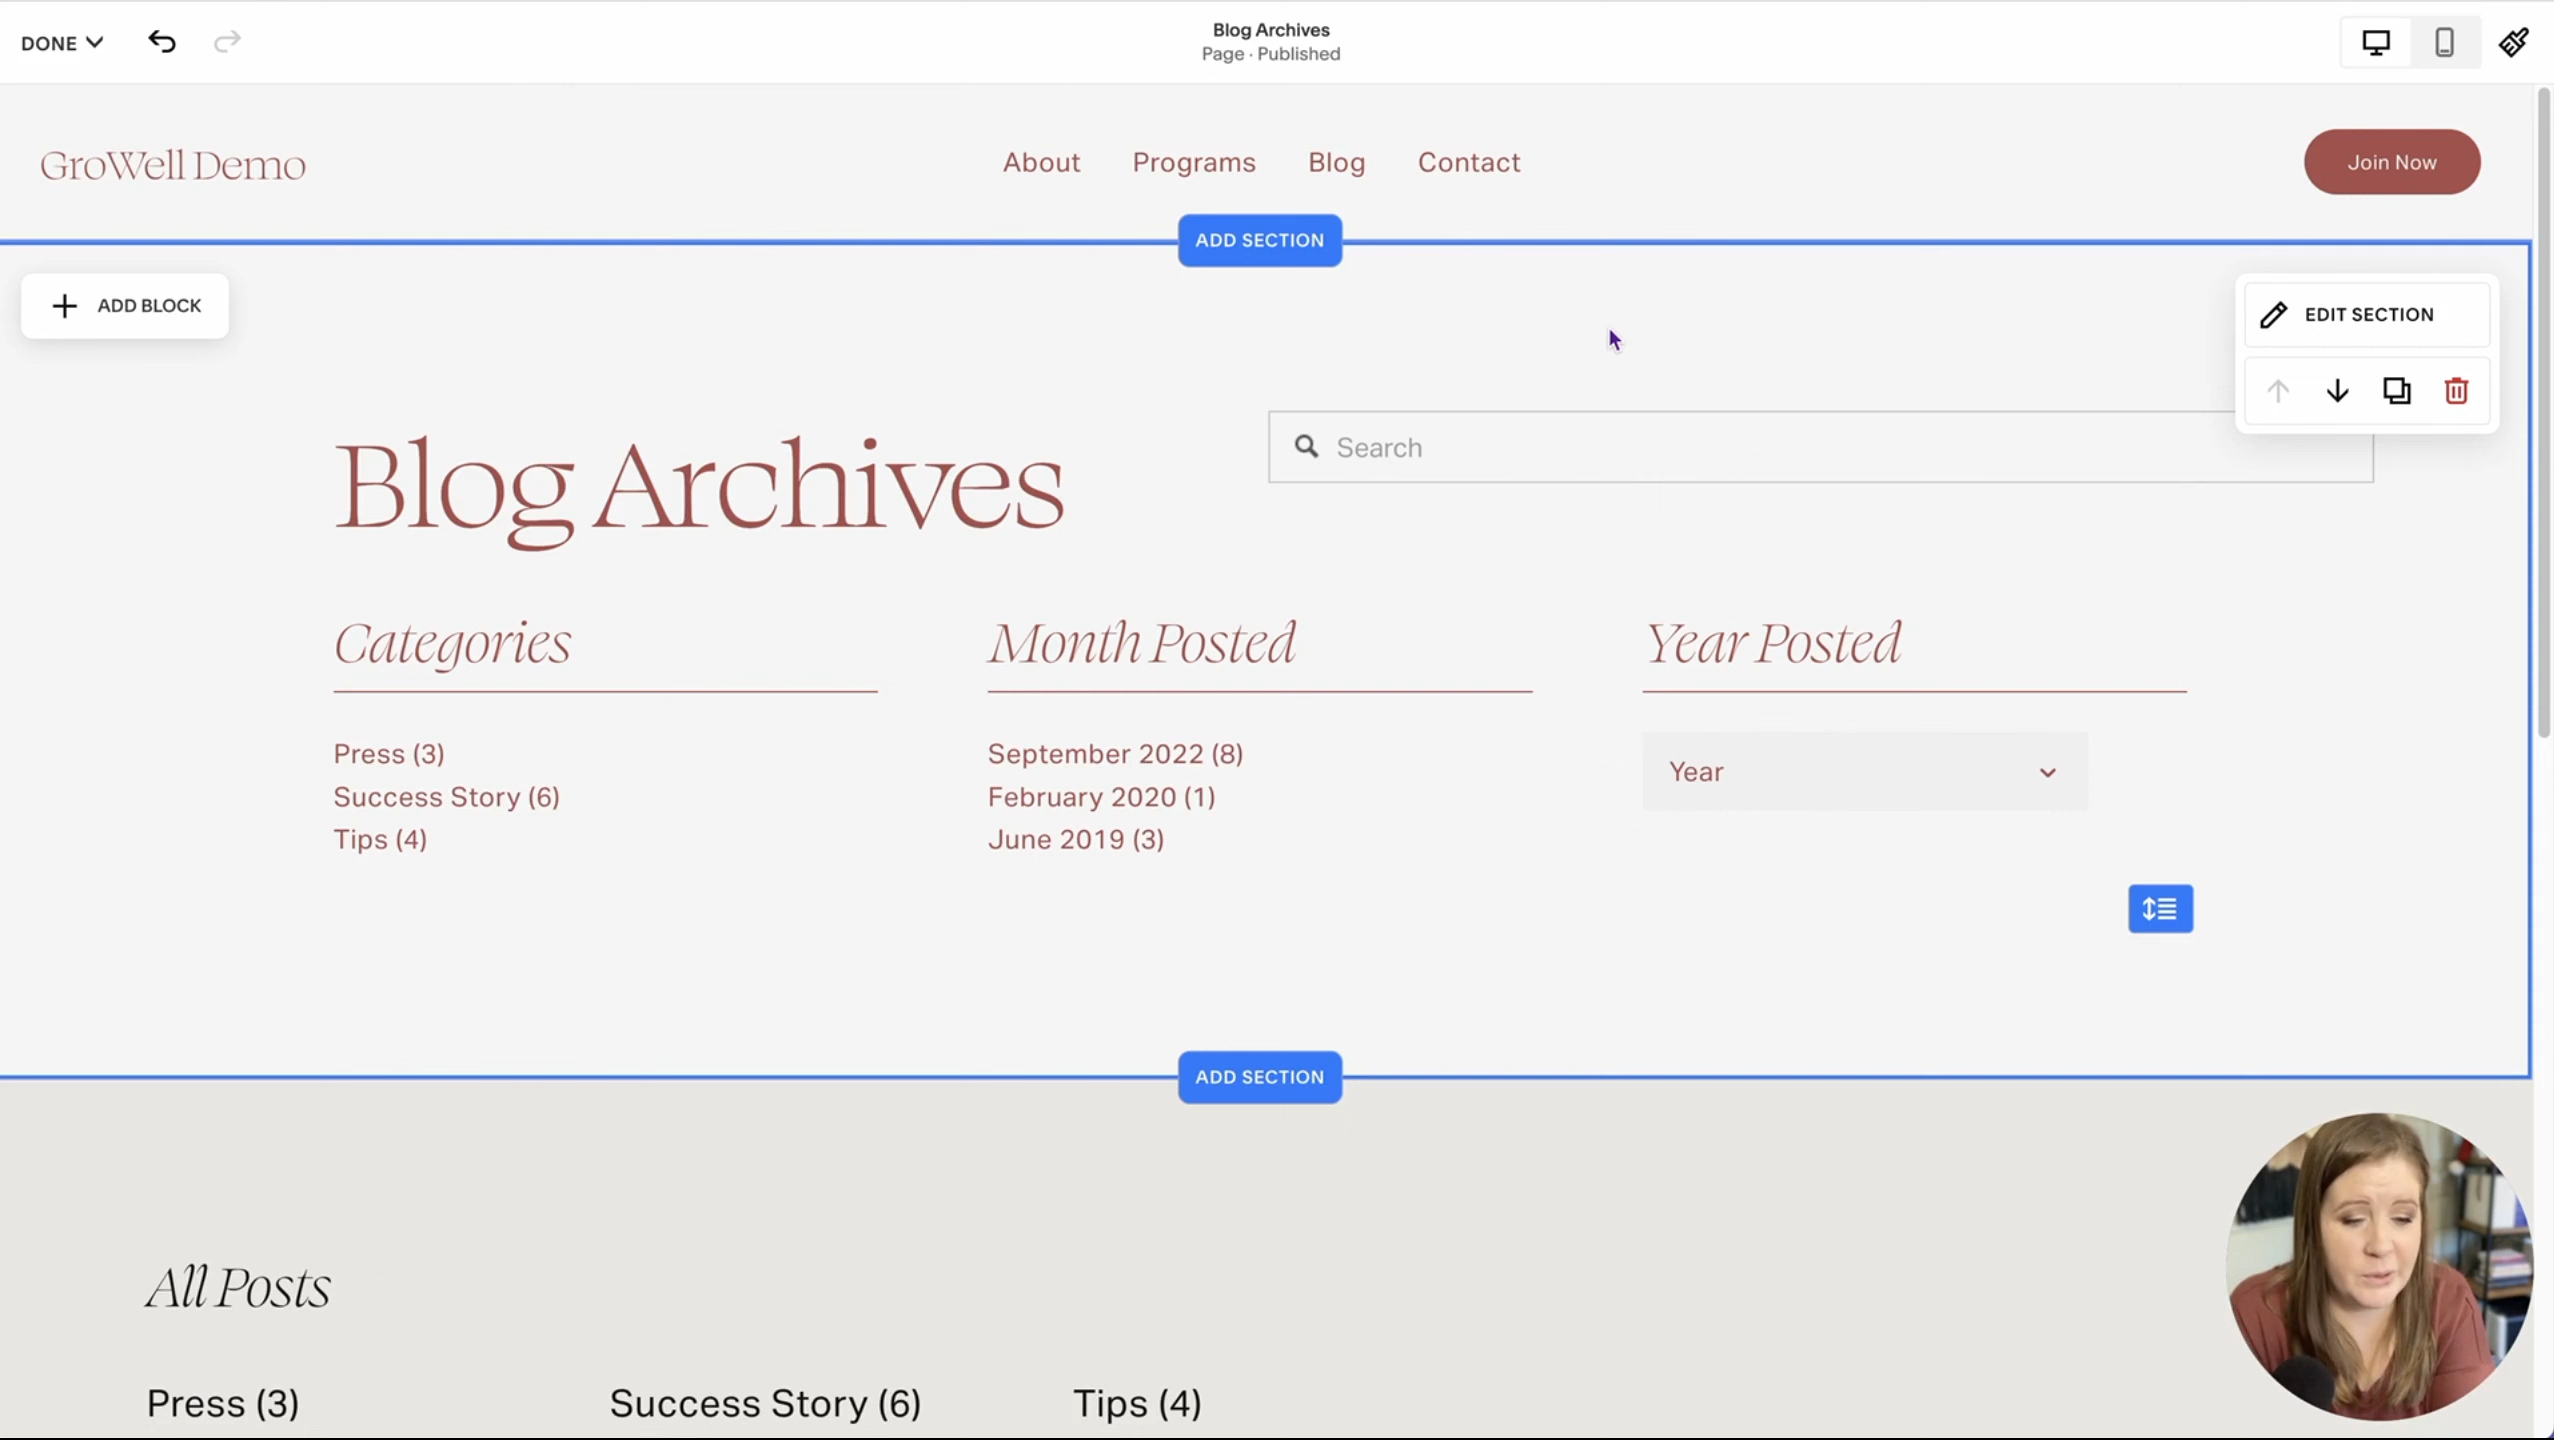 DONE
Blog Archives
Page · Published
GroWell Demo
About
Programs
Blog
Contact
Join Now
ADD SECTION
ADD BLOCK
EDIT SECTION
Search
Blog Archives
Categories
Month Posted
Year Posted
Press (3)
Success Story (6)
Tips (4)
September 2022 (8)
February 2020 (1)
June 2019 (3)
Year
ADD SECTION
All Posts
Press (3)
Success Story (6)
Tips (4)